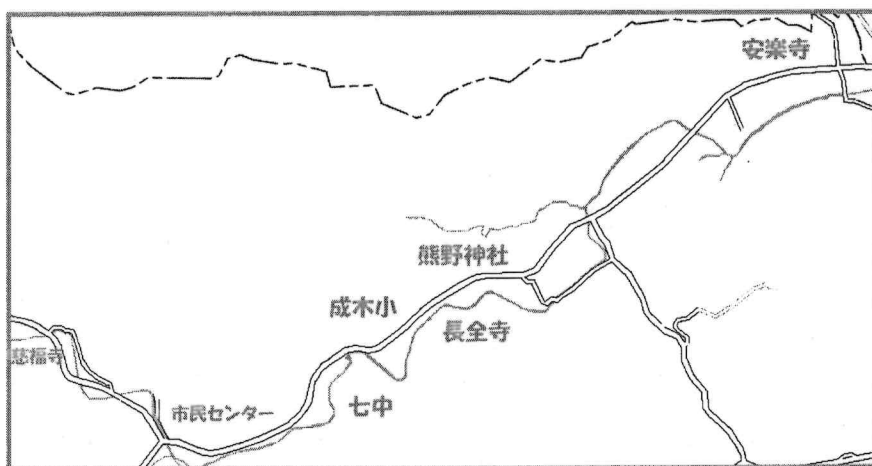 安楽寺
熊野神社
成木小
長全寺
慈福寺
七中
市民センター